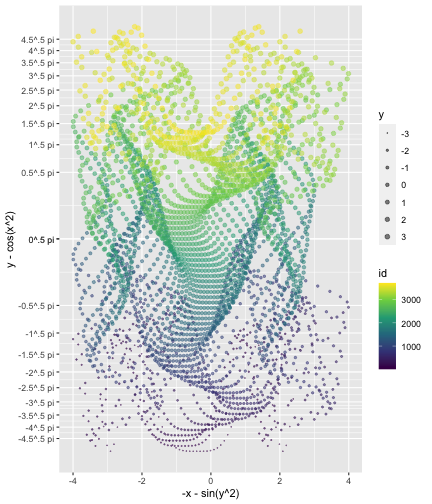 4.5^.5 pi
4^.5 pi
3.5^.5 pi
3^.5 pi
2.5^.5 pi
2^.5 pi
1.5^.5 pi
1^.5 pi
0.5^.5 pi
0^.5 pi
-0.5^.5 pi
-1^.5 pi
-1.5^.5 pi
-2^.5 pi
-2.5^.5 pi
-3^.5 pi
-3.5^.5 pi
-4^.5 pi
-4.5^.5 pi
y - cos(x^2)
-4 -2 0 2 4
-x - sin(y^2)
y
-3
-2
-1
0
1
2
3
id
3000
2000
1000